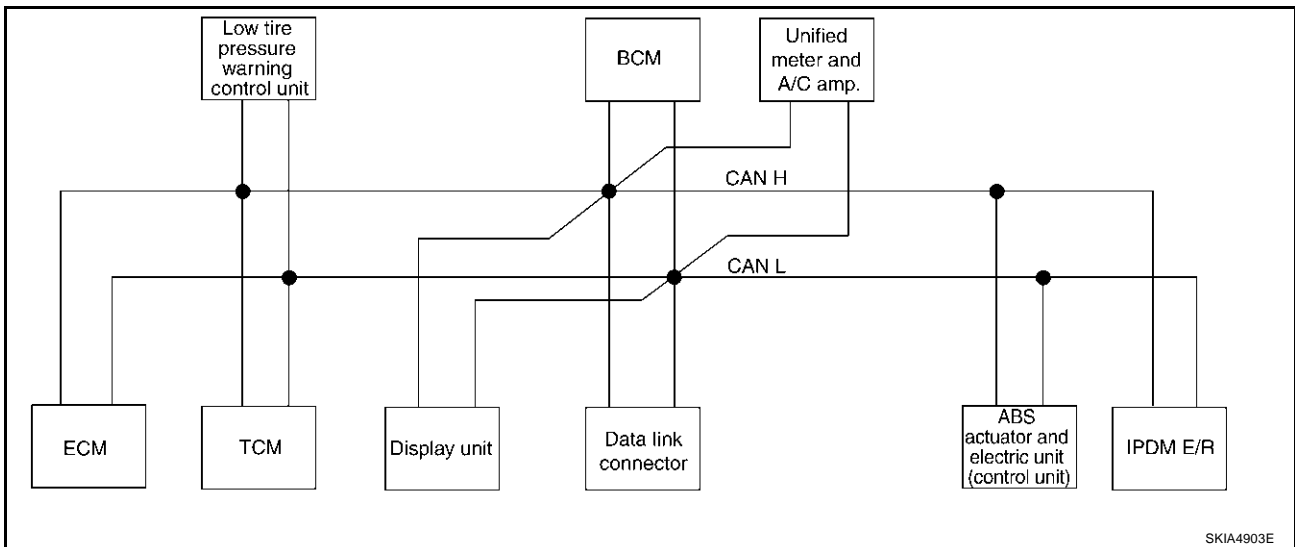 Low tire
pressure
warning
control unit
BCM
Unified
meter and
A/C amp.
CAN H
CAN L
ECM
TCM
Display unit
Data link
connector
ABS
actuator and
electric unit
(control unit)
IPDM E/R
SKIA4903E